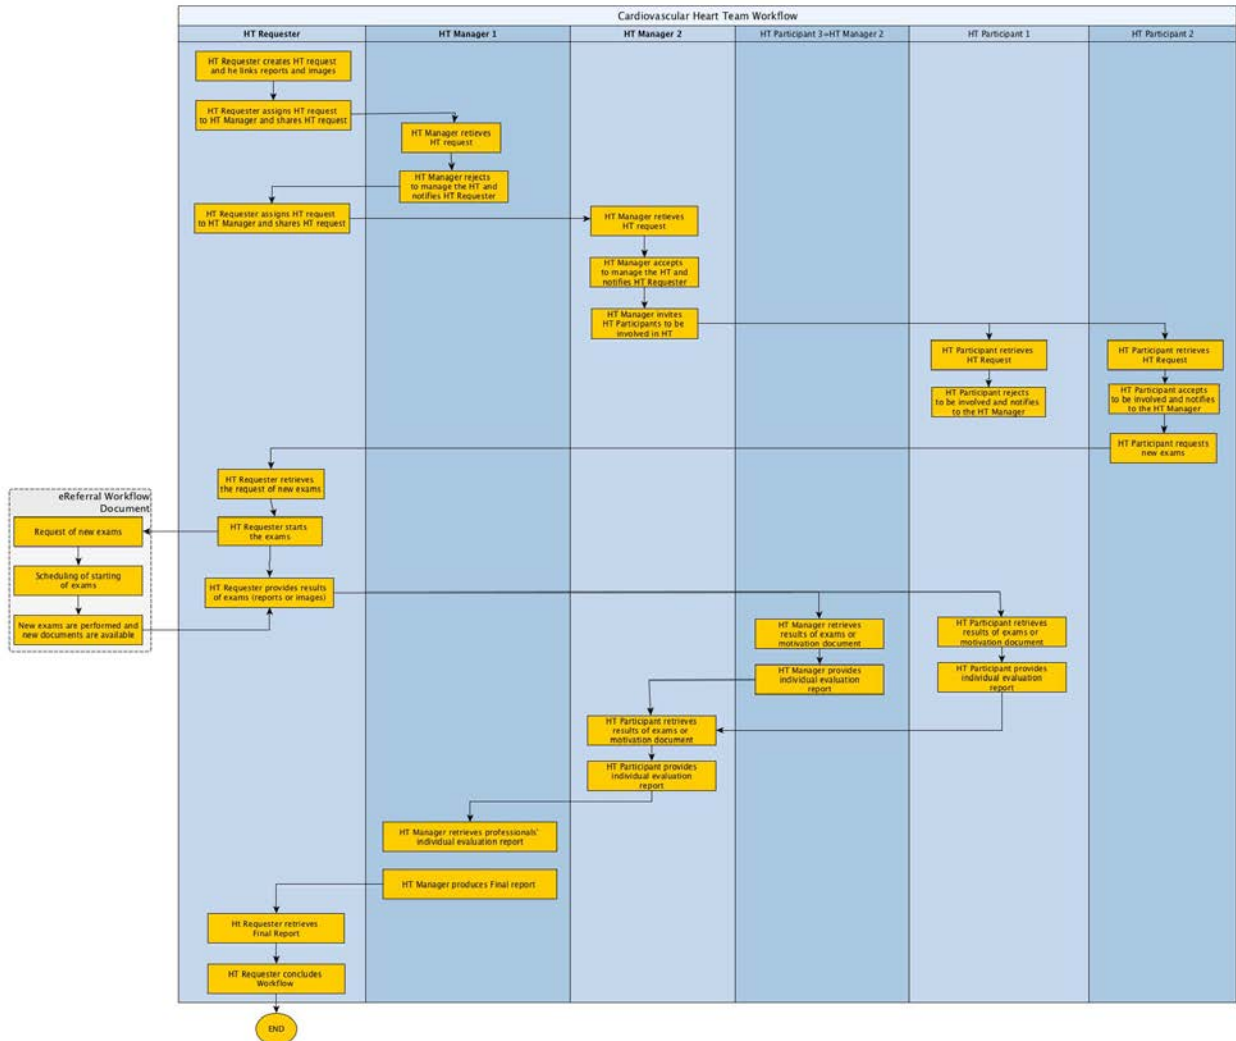 Cardiovascular Heart Team Workflow
HT Requester
HT Manager 1
HT Manager 2
HT Participant 3=HT Manager 2
HT Participant 1
HT Participant 2
HT Requester creates HT request
and he links reports and images
HT Requester assigns HT request
to HT Manager and shares HT request
HT Manager retieves
HT request
HT Manager rejects
to manage the HT and
notifies HT Requester
HT Requester assigns HT request
to HT Manager and shares HT request
HT Manager retieves
HT request
HT Manager accepts
to manage the HT and
notifies HT Requester
HT Manager invites
HT Participants to be
involved in HT
HT Participant retrieves
HT Request
HT Participant rejects
to be involved and notifies
to the HT Manager
HT Participant retrieves
HT Request
HT Participant accepts
to be involved and notifies
to the HT Manager
HT Participant requests
new exams
HT Requester retrieves
the request of new exams
HT Requester starts
the exams
eReferral Workflow
Document
Request of new exams
Scheduling of starting
of exams
New exams are performed and
new documents are available
HT Requester provides results
of exams (reports or images)
HT Manager retrieves
results of exams or
motivation document
HT Manager provides
individual evaluation
report
HT Participant retrieves
results of exams or
motivation document
HT Participant provides
individual evaluation
report
HT Participant retrieves
results of exams or
motivation document
HT Participant provides
individual evaluation
report
HT Manager retrieves professionals'
individual evaluation report
HT Manager produces Final report
Ht Requester retrieves
Final Report
HT Requester concludes
Workflow
END